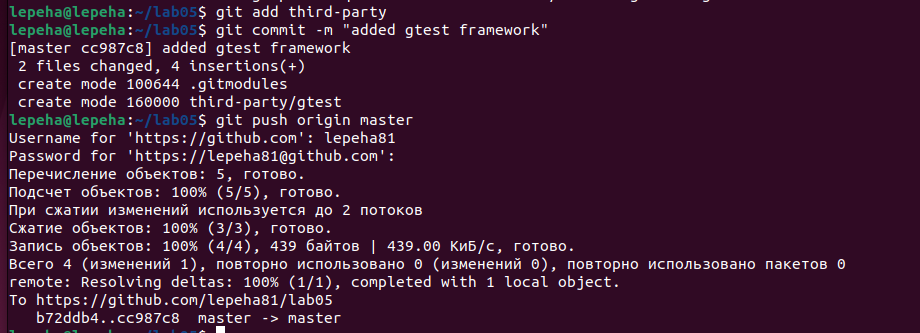 lepeha@lepeha:~/lab05$ git add third-party
lepeha@lepeha:~/lab05$ git commit -m "added gtest framework"
[master cc987c8] added gtest framework
 2 files changed, 4 insertions(+)
 create mode 100644 .gitmodules
 create mode 160000 third-party/gtest
lepeha@lepeha:~/lab05$ git push origin master
Username for 'https://github.com': lepeha81
Password for 'https://lepeha81@github.com':
Перечисление объектов: 5, готово.
Подсчет объектов: 100% (5/5), готово.
При сжатии изменений используется до 2 потоков
Сжатие объектов: 100% (3/3), готово.
Запись объектов: 100% (4/4), 439 байтов | 439.00 КиБ/с, готово.
Всего 4 (изменений 1), повторно использовано 0 (изменений 0), повторно использовано пакетов 0
remote: Resolving deltas: 100% (1/1), completed with 1 local object.
To https://github.com/lepeha81/lab05
   b72ddb4..cc987c8  master -> master
lepeha@lepeha:~/lab05$